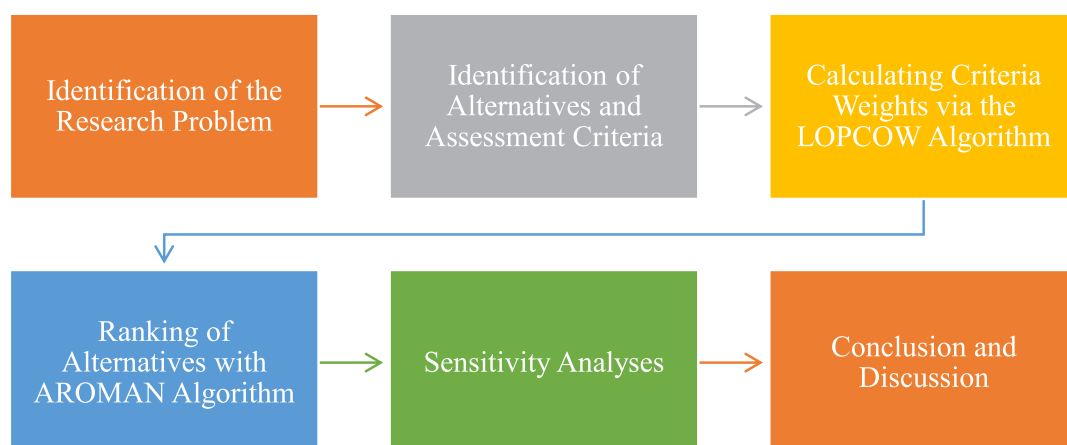 Identification of the
Research Problem
Identification of
Alternatives and
Assessment Criteria
Calculating Criteria
Weights via the
LOPCOW Algorithm
Ranking of
Alternatives with
AROMAN Algorithm
Sensitivity Analyses
Conclusion and
Discussion